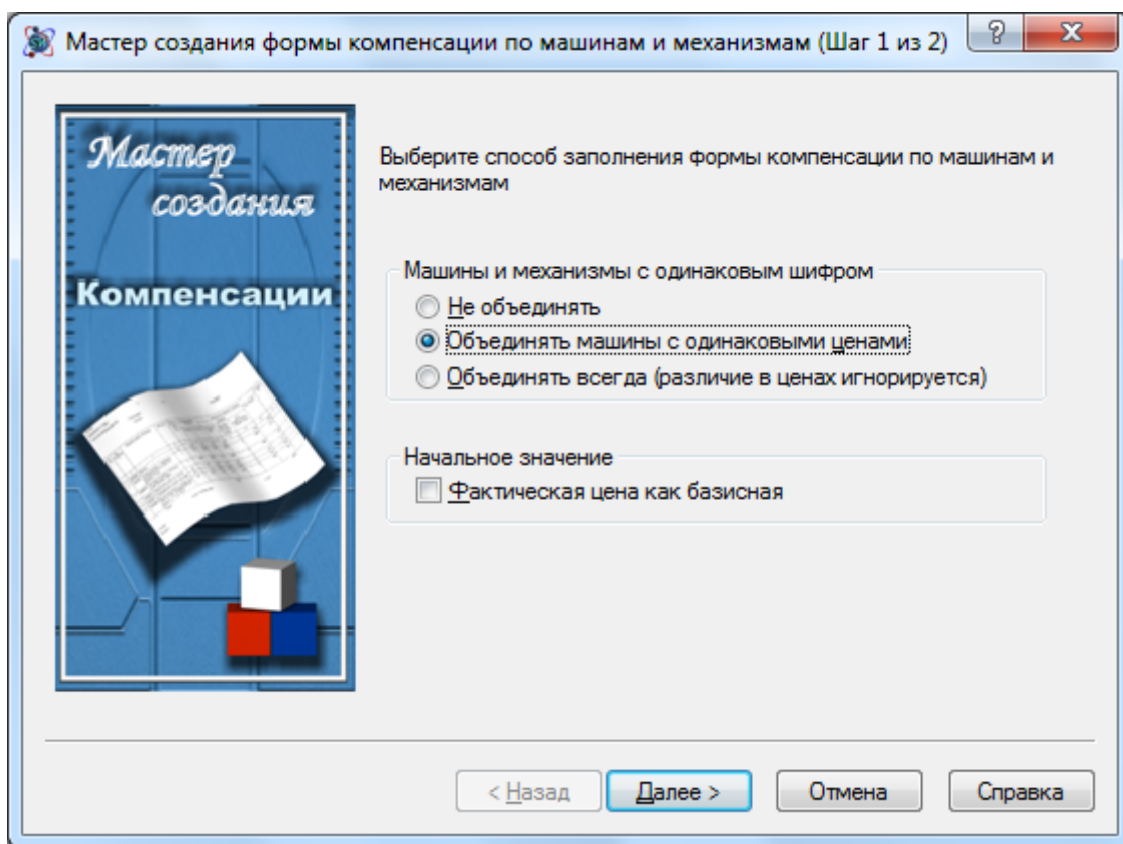 Мастер создания формы компенсации по машинам и механизмам (Шаг 1 из 2)
Мастер
создания
Компенсации
Выберите способ заполнения формы компенсации по машинам и
механизмам
Машины и механизмы с одинаковым шифром
Не объединять
Объединять машины с одинаковыми ценами
Объединять всегда (различие в ценах игнорируется)
Начальное значение
Фактическая цена как базисная
< Назад
Далее >
Отмена
Справка